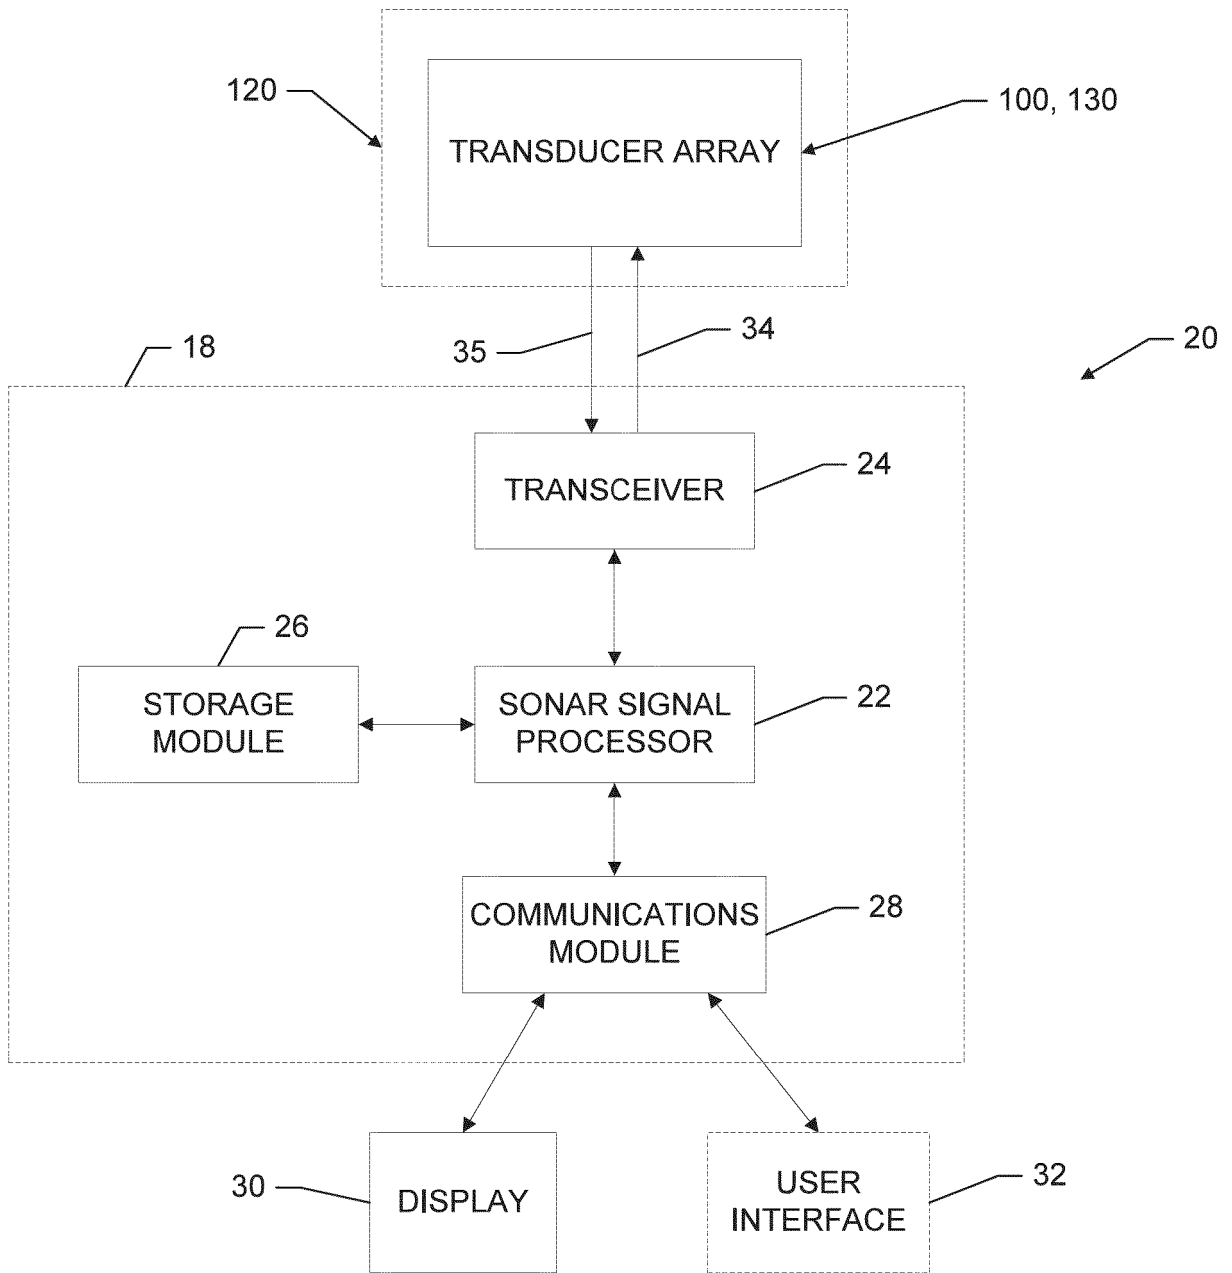 120
100, 130
TRANSDUCER ARRAY
35
34
18
20
24
TRANSCEIVER
26
STORAGE
MODULE
SONAR SIGNAL
PROCESSOR
22
COMMUNICATIONS
MODULE
28
30
DISPLAY
USER
INTERFACE
32